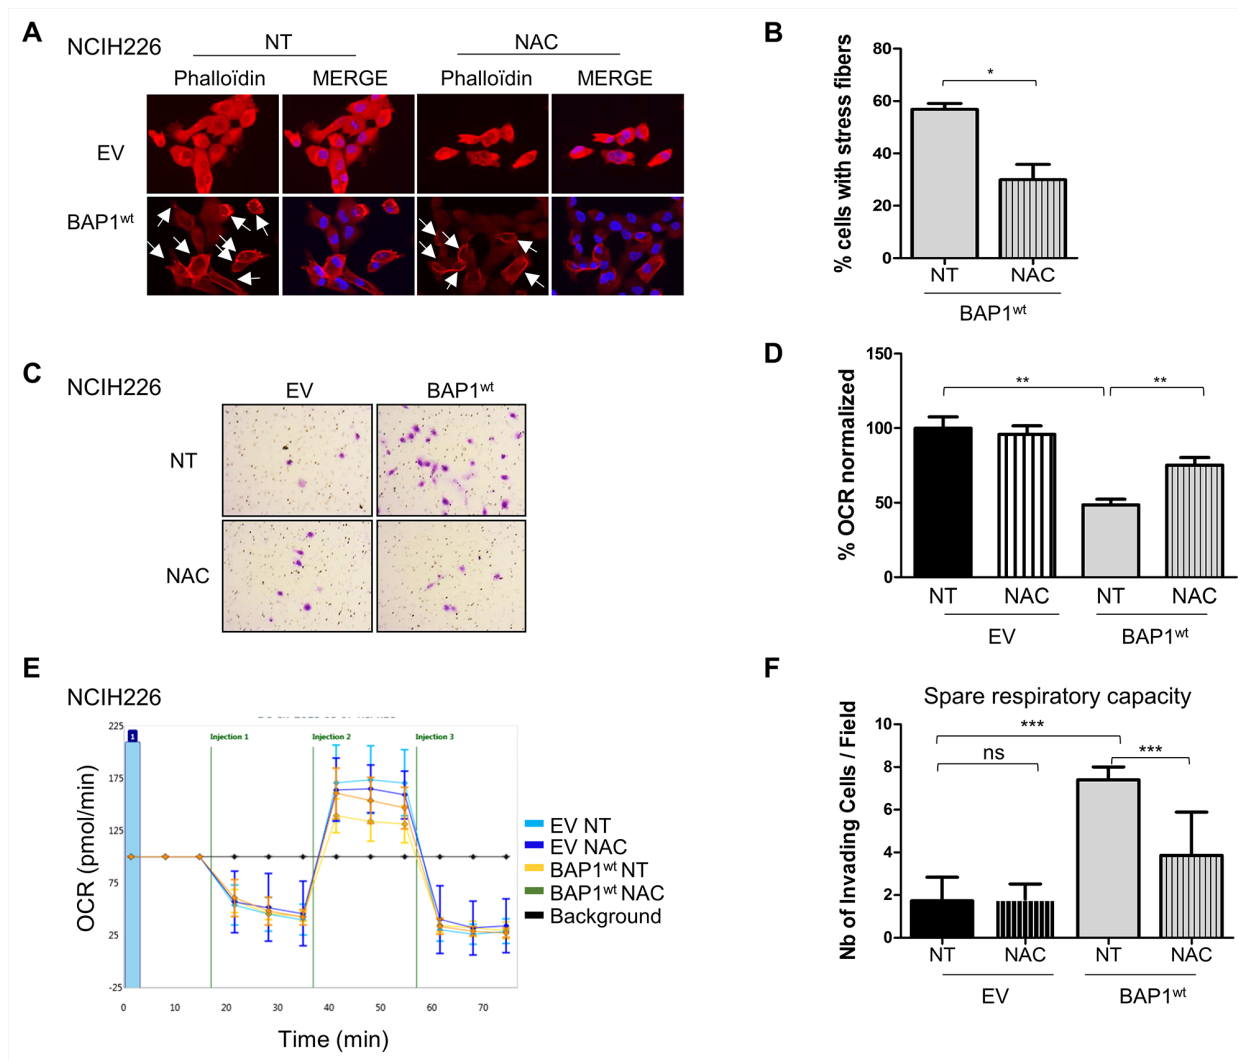 A
NCIH226
NT
NAC
Phalloïdin
MERGE
Phalloïdin
MERGE
EV
BAP1wt
B
% cells with stress fibers
80
60
40
20
0
*
NT
NAC
BAP1wt
C
NCIH226
EV
BAP1wt
NT
NAC
D
% OCR normalized
150
100
50
0
**
**
NT
NAC
NT
NAC
EV
BAP1wt
E
NCIH226
OCR (pmol/min)
225
175
125
75
25
-25
1
Injection 1
Injection 2
Injection 3
0
10
20
30
40
50
60
70
Time (min)
EV NT
EV NAC
BAP1wt NT
BAP1wt NAC
Background
F
Spare respiratory capacity
Nb of Invading Cells / Field
10
8
6
4
2
0
***
ns
***
NT
NAC
NT
NAC
EV
BAP1wt